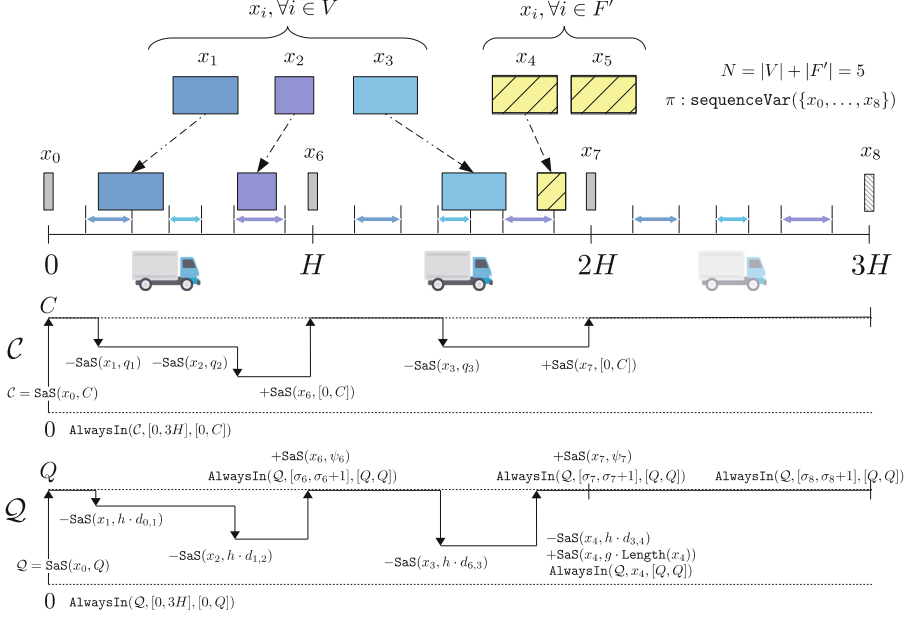 x_i, ∀i ∈ V
x_i, ∀i ∈ F′
x_1 x_2 x_3 x_4 x_5
N = |V| + |F′| = 5
π : sequenceVar({x_0, …, x_8})
x_0 x_6 x_7 x_8
0 H 2H 3H
C
𝒞
−SaS(x_1, q_1) −SaS(x_2, q_2) −SaS(x_3, q_3) +SaS(x_7, [0, C])
𝒞 = SaS(x_0, C) +SaS(x_6, [0, C])
0 AlwaysIn(𝒞, [0, 3H], [0, C])
+SaS(x_6, ψ_6) +SaS(x_7, ψ_7)
Q AlwaysIn(𝒬, [σ_6, σ_6+1], [Q, Q]) AlwaysIn(𝒬, [σ_7, σ_7+1], [Q, Q]) AlwaysIn(𝒬, [σ_8, σ_8+1], [Q, Q])
𝒬
−SaS(x_1, h · d_{0,1})
−SaS(x_4, h · d_{3,4})
−SaS(x_2, h · d_{1,2}) −SaS(x_3, h · d_{6,3}) +SaS(x_4, g · Length(x_4))
𝒬 = SaS(x_0, Q) AlwaysIn(𝒬, x_4, [Q, Q])
0 AlwaysIn(𝒬, [0, 3H], [0, Q])